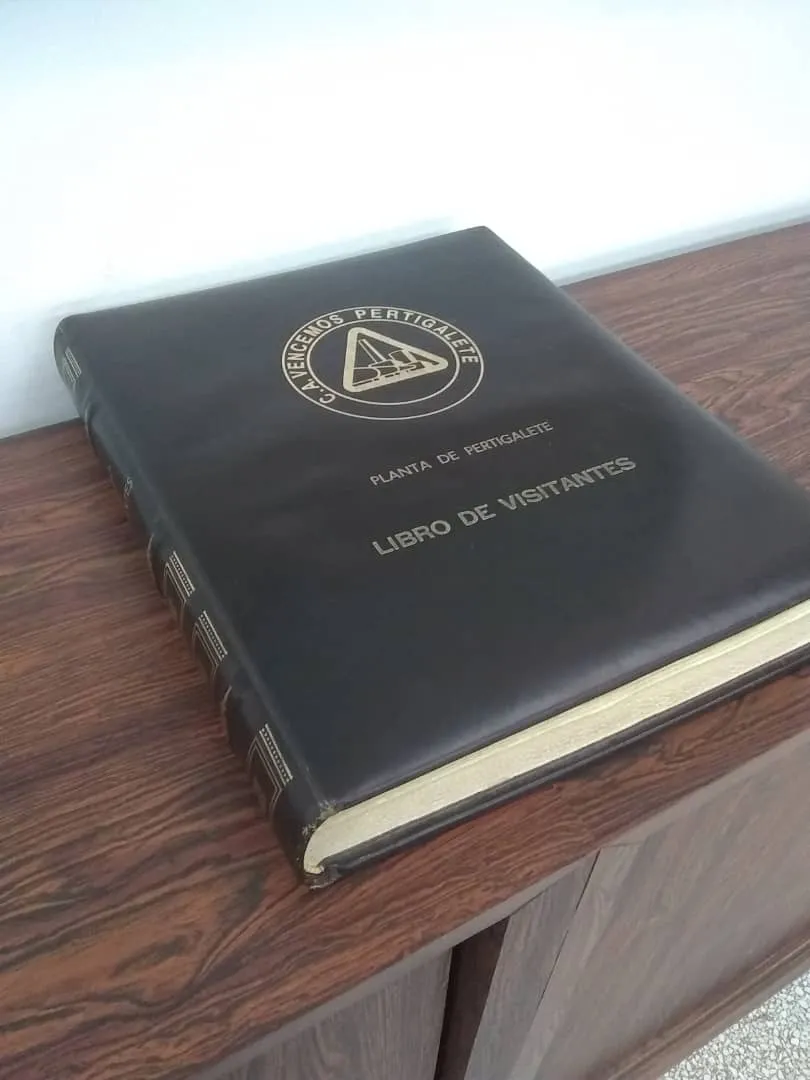 C.A. VENCEMOS PERTIGALETE
PLANTA DE PERTIGALETE
LIBRO DE VISITANTES